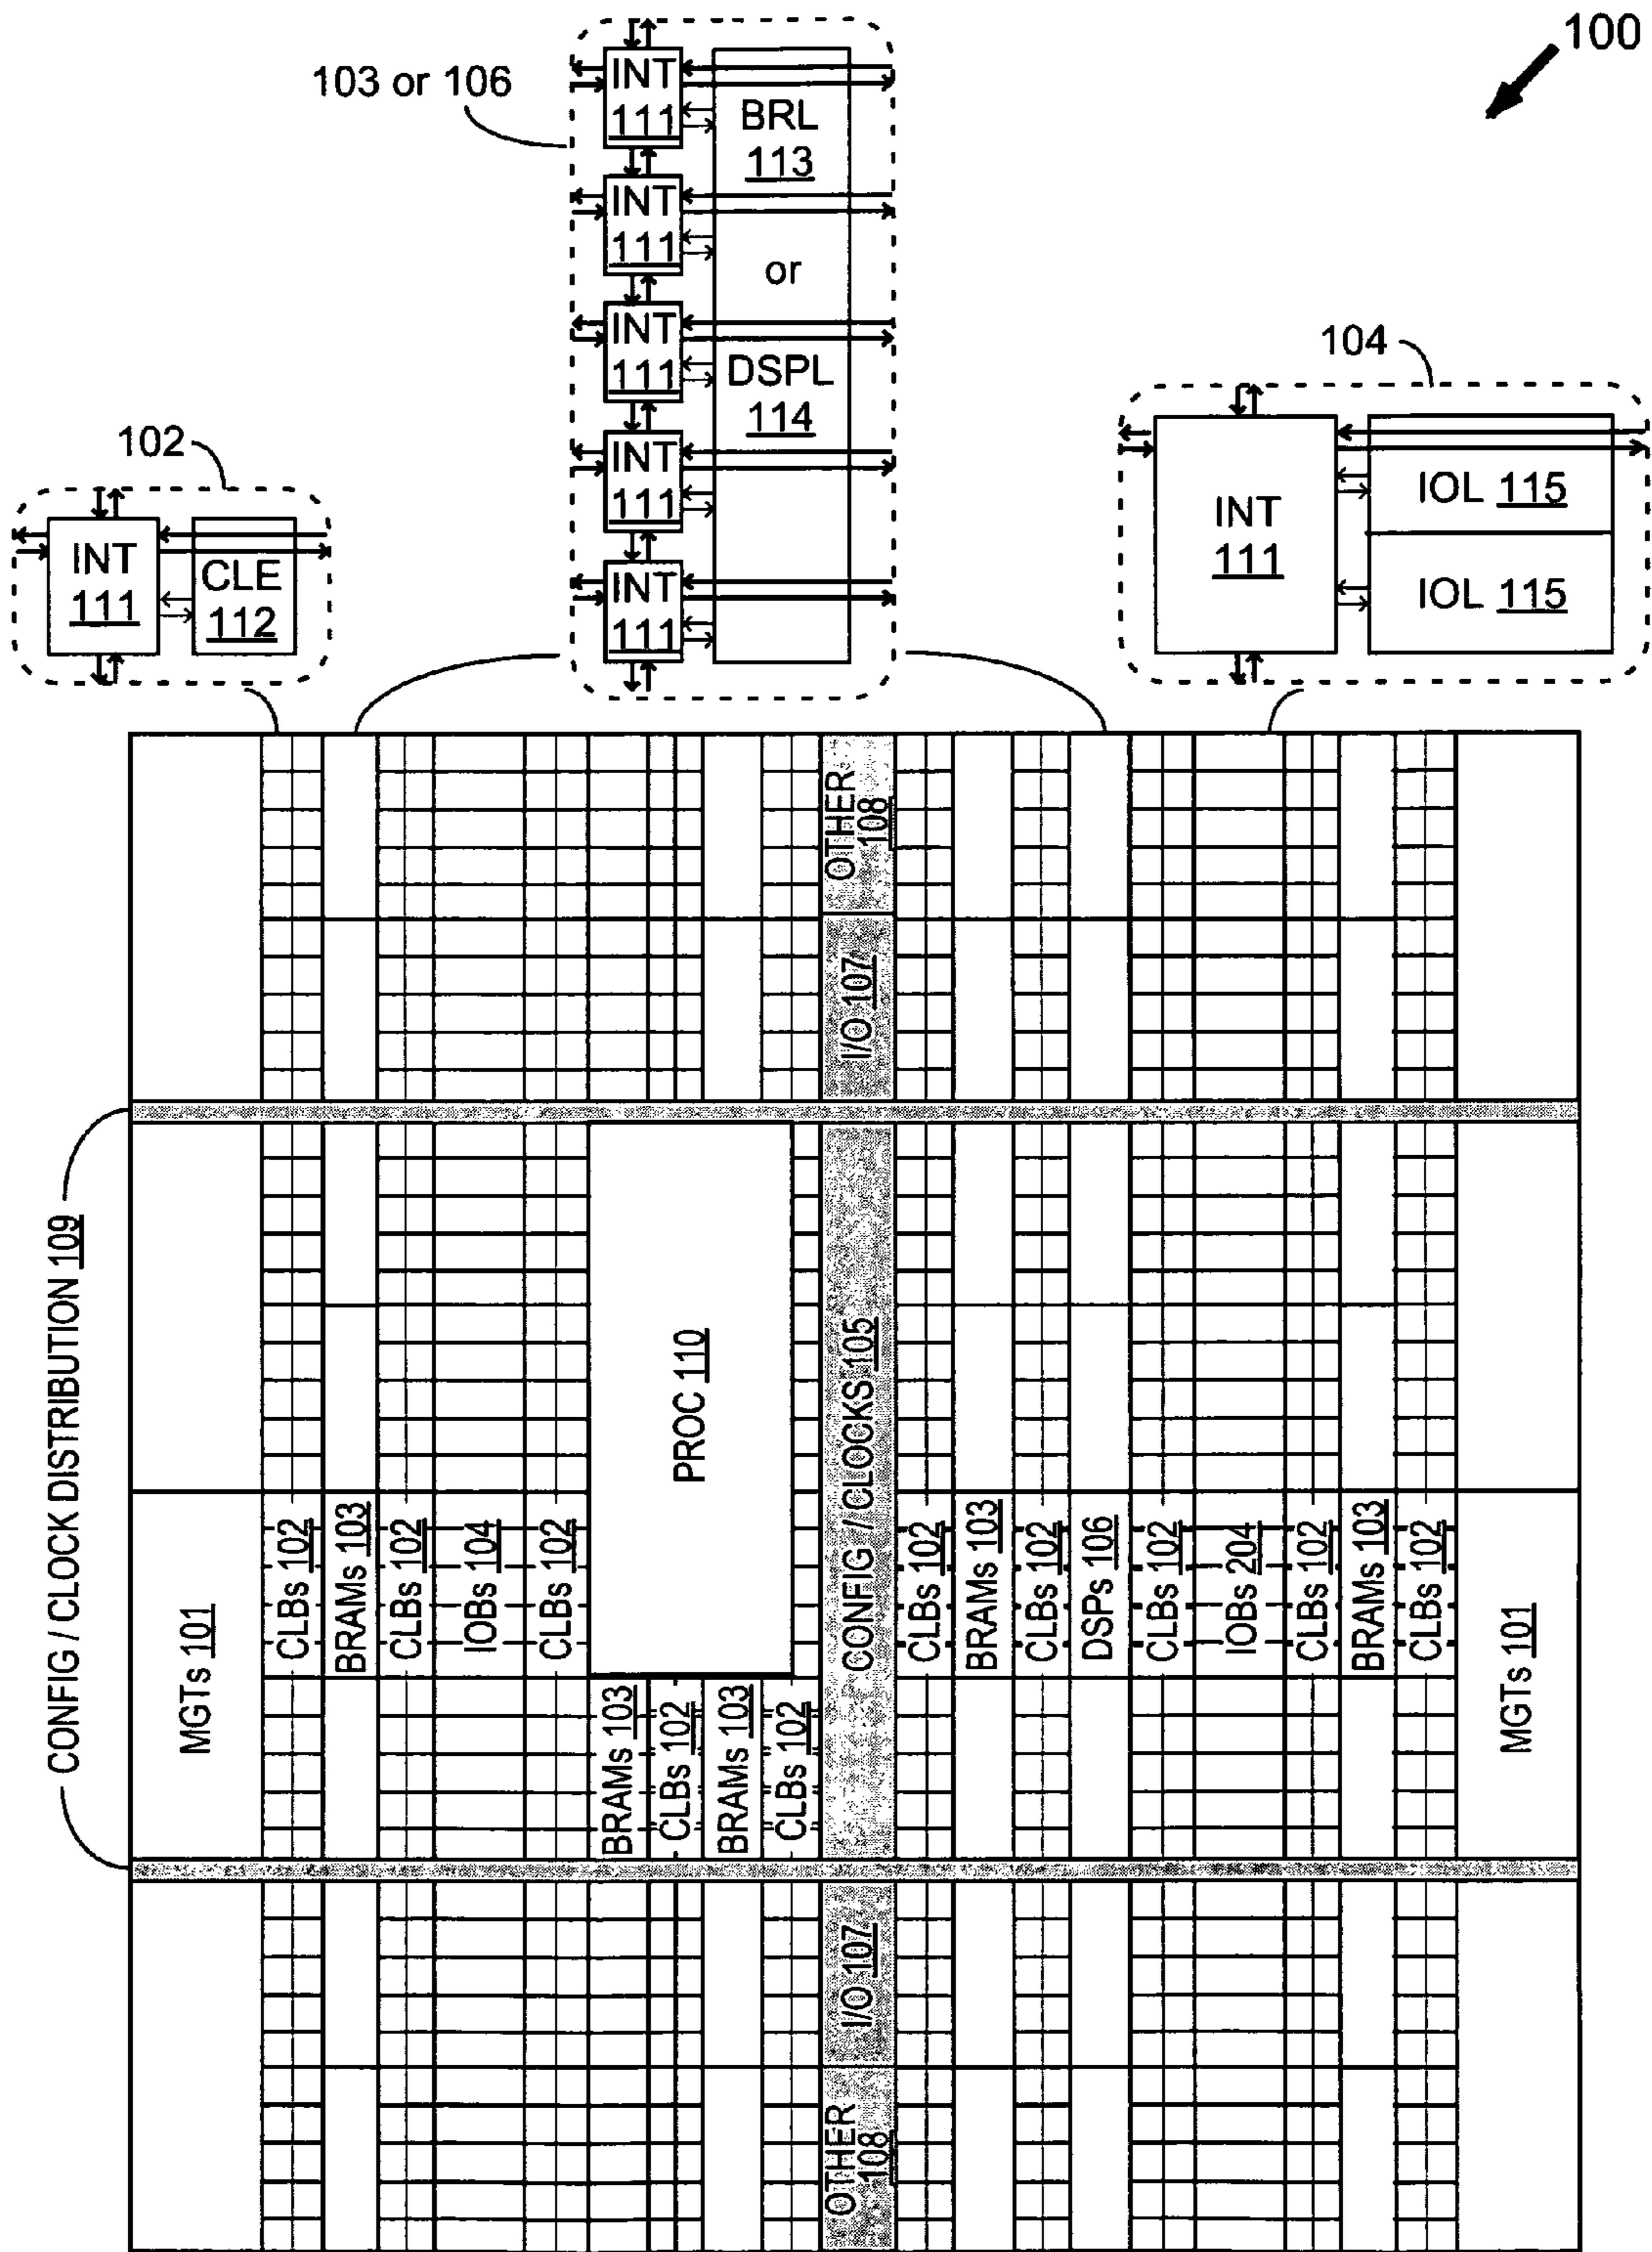 100
103 or 106
INT
111
INT
111
INT
111
INT
111
INT
111
BRL
113
or
DSPL
114
104
INT
111
IOL 115
IOL 115
102
INT
111
CLE
112
OTHER
108
I/O 107
CONFIG / CLOCK DISTRIBUTION 109
PROC 110
CONFIG / CLOCKS 105
MGTs 101
CLBs 102
BRAMs 103
CLBs 102
IOBs 104
CLBs 102
BRAMs 103
CLBs 102
BRAMs 103
CLBs 102
CLBs 102
BRAMs 103
CLBs 102
DSPs 106
CLBs 102
IOBs 204
CLBs 102
BRAMs 103
CLBs 102
MGTs 101
I/O 107
OTHER
108